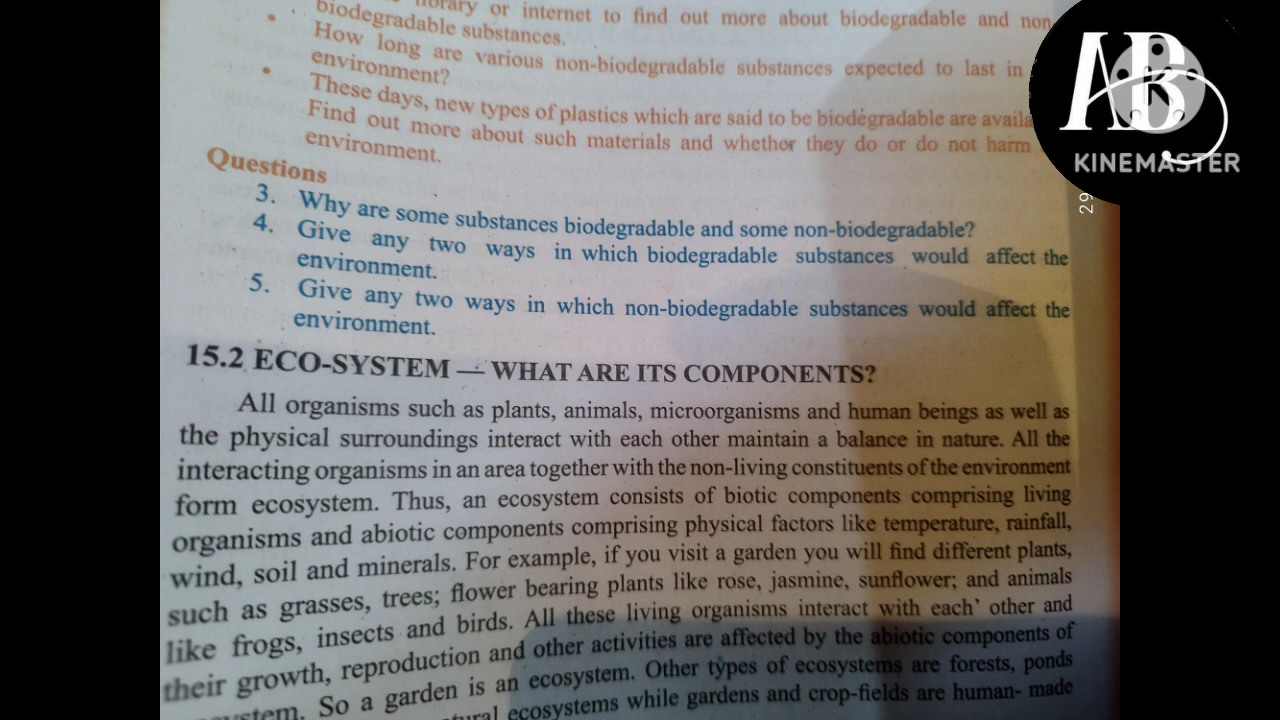 library or internet to find out more about biodegradable and non-
biodegradable substances.
• How long are various non-biodegradable substances expected to last in
environment?
• These days, new types of plastics which are said to be biodegradable are
Find out more about such materials and whether they do or do not harm
environment.
Questions
3. Why are some substances biodegradable and some non-biodegradable?
4. Give any two ways in which biodegradable substances would affect the
environment.
5. Give any two ways in which non-biodegradable substances would affect the
environment.
15.2 ECO-SYSTEM — WHAT ARE ITS COMPONENTS?
All organisms such as plants, animals, microorganisms and human beings as well as
the physical surroundings interact with each other maintain a balance in nature. All the
interacting organisms in an area together with the non-living constituents of the environment
form ecosystem. Thus, an ecosystem consists of biotic components comprising living
organisms and abiotic components comprising physical factors like temperature, rainfall,
wind, soil and minerals. For example, if you visit a garden you will find different plants,
such as grasses, trees; flower bearing plants like rose, jasmine, sunflower; and animals
like frogs, insects and birds. All these living organisms interact with each’ other and
their growth, reproduction and other activities are affected by the abiotic components of
So a garden is an ecosystem. Other types of ecosystems are forests, ponds
ecosystems while gardens and crop-fields are human- made
KINEMASTER
29